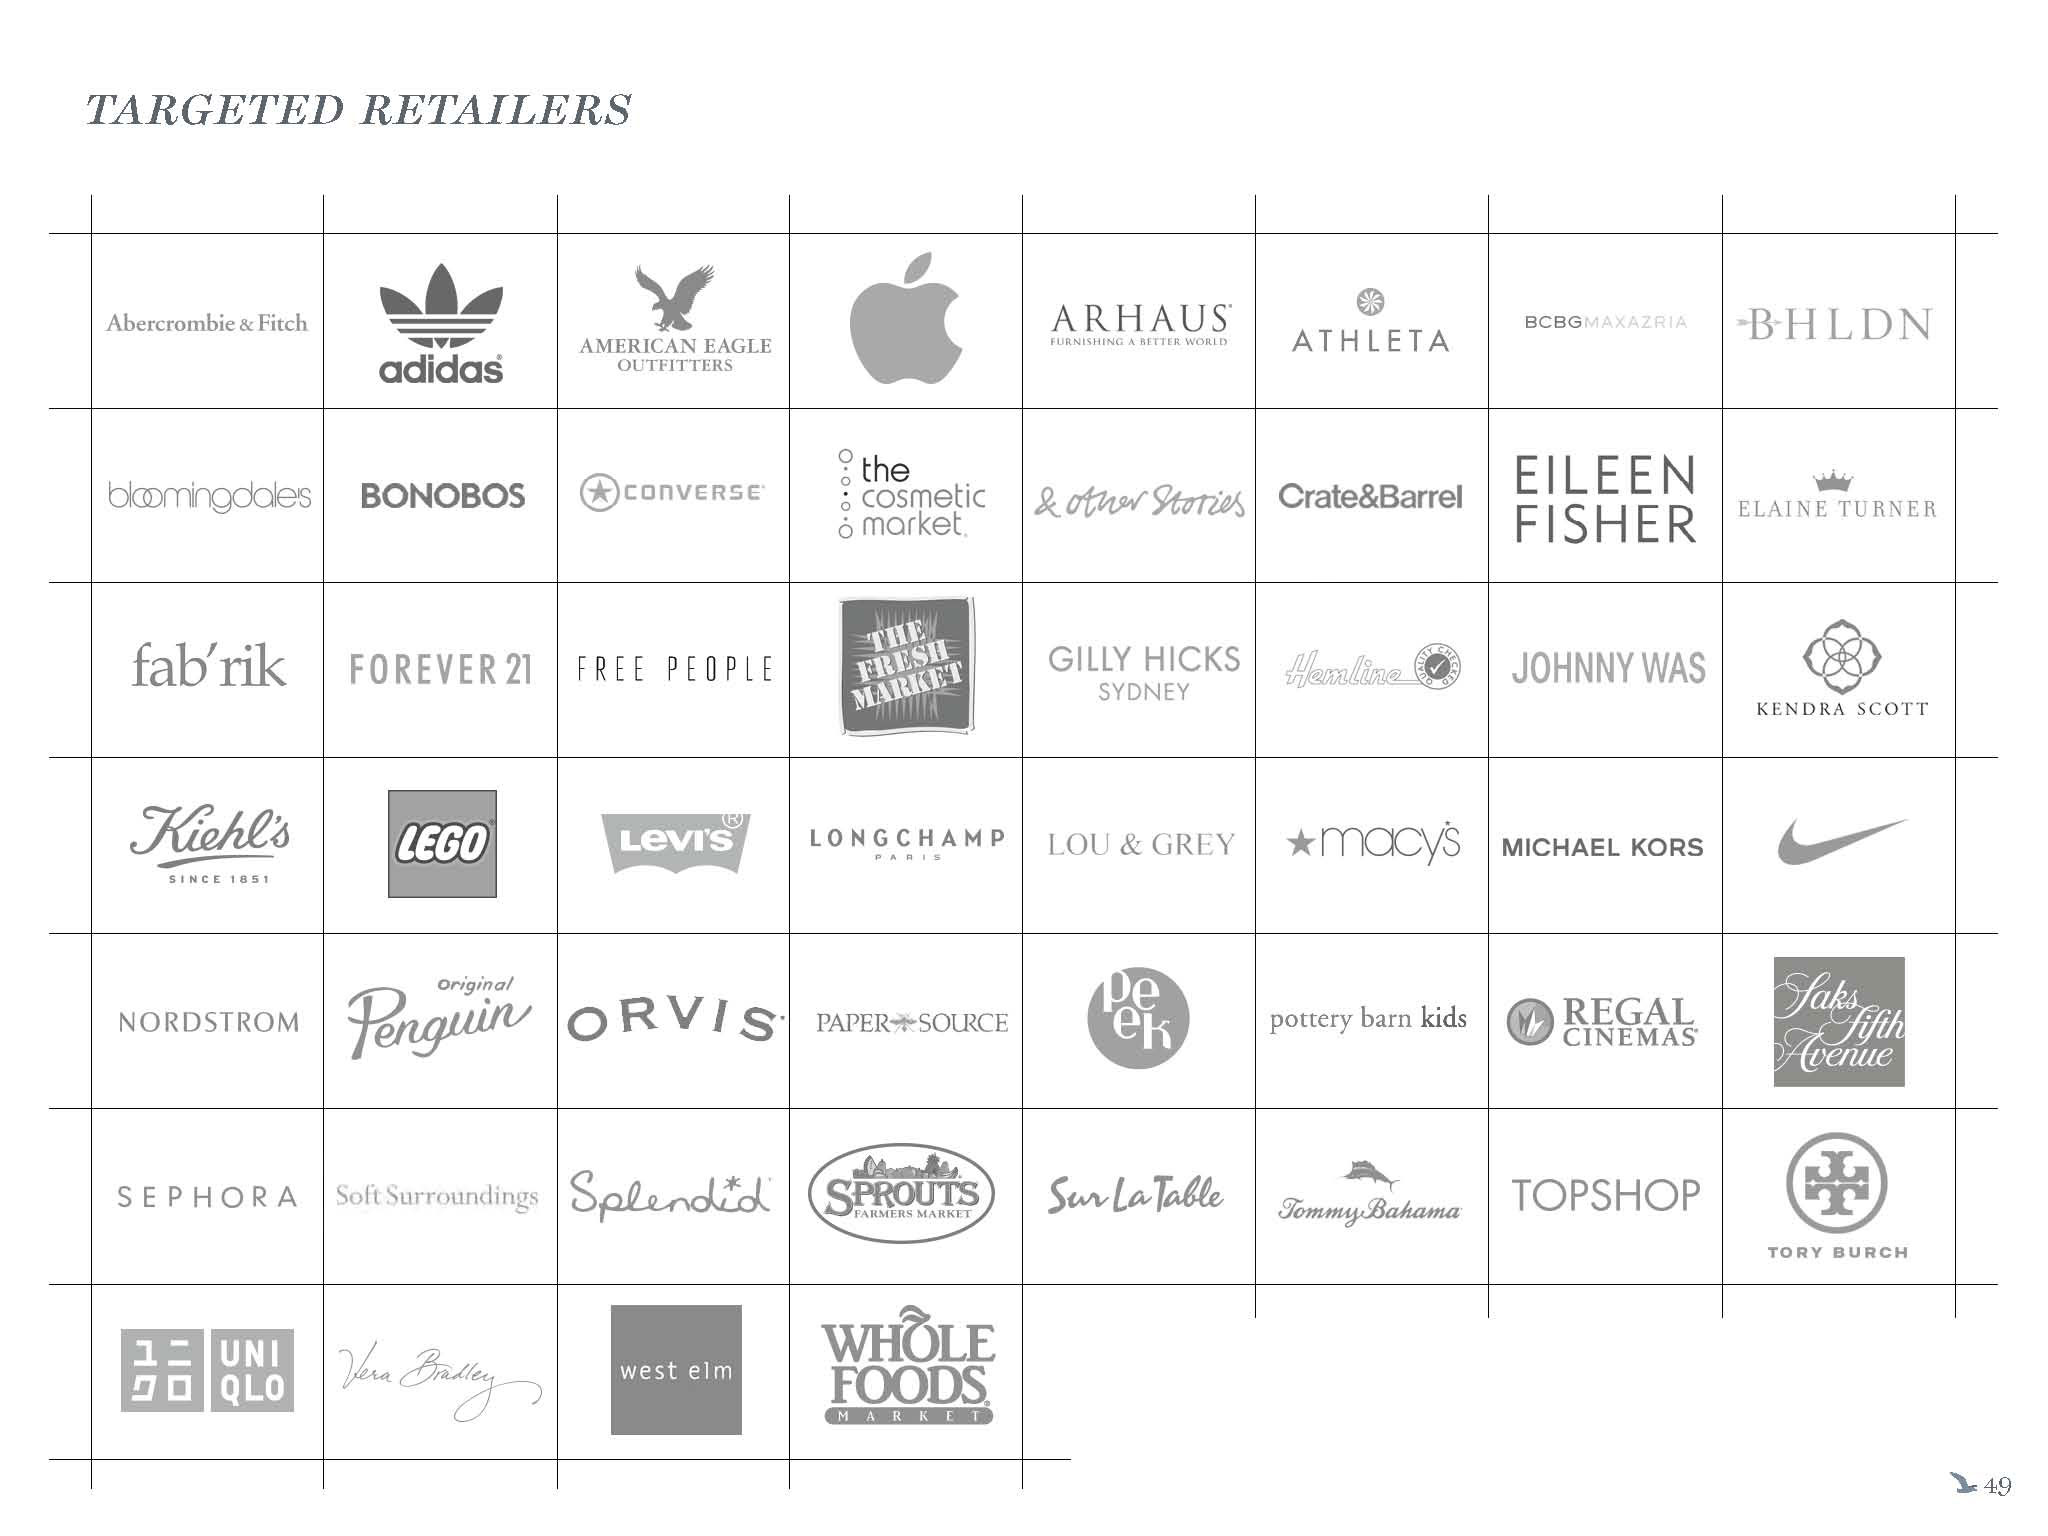 TARGETED RETAILERS
Abercrombie & Fitch
adidas®
AMERICAN EAGLE
OUTFITTERS
ARHAUS®
FURNISHING A BETTER WORLD
ATHLETA
BCBGMAXAZRIA
BHLDN
bloomingdale's
BONOBOS
CONVERSE®
the
cosmetic
market®
& other Stories
Crate&Barrel
EILEEN
FISHER
ELAINE TURNER
fab'rik
FOREVER 21
FREE PEOPLE
THE
FRESH
MARKET
GILLY HICKS
SYDNEY
Hemline
QUALITY CHECKED
JOHNNY WAS
KENDRA SCOTT
Kiehl's
SINCE 1851
LEGO®
LEVI'S®
LONGCHAMP
PARIS
LOU & GREY
macy's
MICHAEL KORS
NORDSTROM
Original
Penguin
ORVIS®
PAPER SOURCE
pe
ek
pottery barn kids
REGAL
CINEMAS®
Saks
fifth
Avenue
SEPHORA
Soft Surroundings
Splendid
SPROUTS
FARMERS MARKET
Sur La Table
Tommy Bahama
TOPSHOP
TORY BURCH
ユニ
クロ
UNI
QLO
Vera Bradley
west elm
WHOLE
FOODS®
MARKET
49